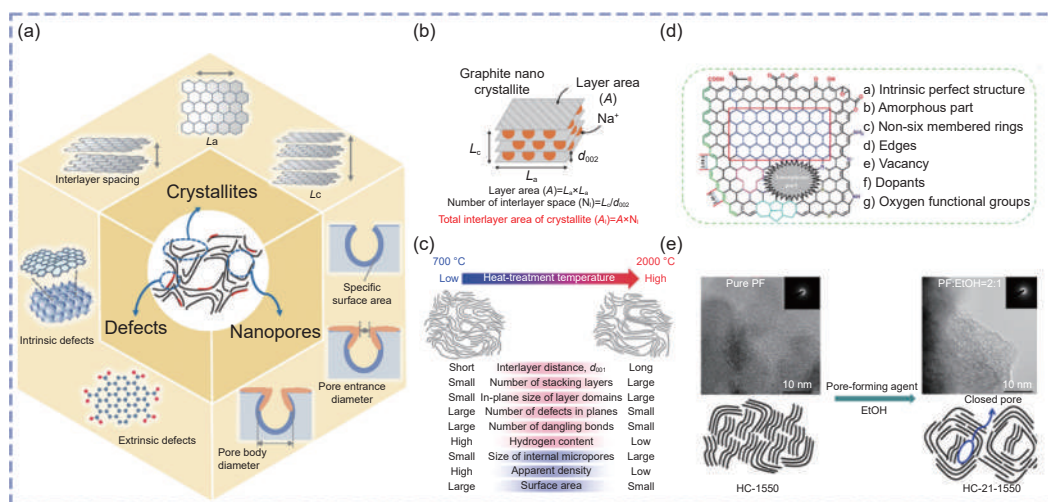 (a)
La
Interlayer spacing
Lc
Crystallites
Defects
Nanopores
Specific
surface area
Intrinsic defects
Pore entrance
diameter
Extrinsic defects
Pore body
diameter
(b)
Graphite nano
crystallite
Layer area
(A)
Na⁺
Lc
d002
La
Layer area (A)=La×La
Number of interlayer space (Ni)=Lc/d002
Total interlayer area of crystallite (Ai)=A×Ni
(c)
700 °C
2000 °C
Low
Heat-treatment temperature
High
Short Interlayer distance, d001 Long
Small Number of stacking layers Large
Small In-plane size of layer domains Large
Large Number of defects in planes Small
Large Number of dangling bonds Small
High Hydrogen content Low
Small Size of internal micropores Large
High Apparent density Low
Large Surface area Small
(d)
COOH
OH
a) Intrinsic perfect structure
b) Amorphous part
c) Non-six membered rings
d) Edges
e) Vacancy
f) Dopants
g) Oxygen functional groups
(e)
Pure PF
10 nm
Pore-forming agent
EtOH
PF:EtOH=2:1
10 nm
Closed pore
HC-1550
HC-21-1550